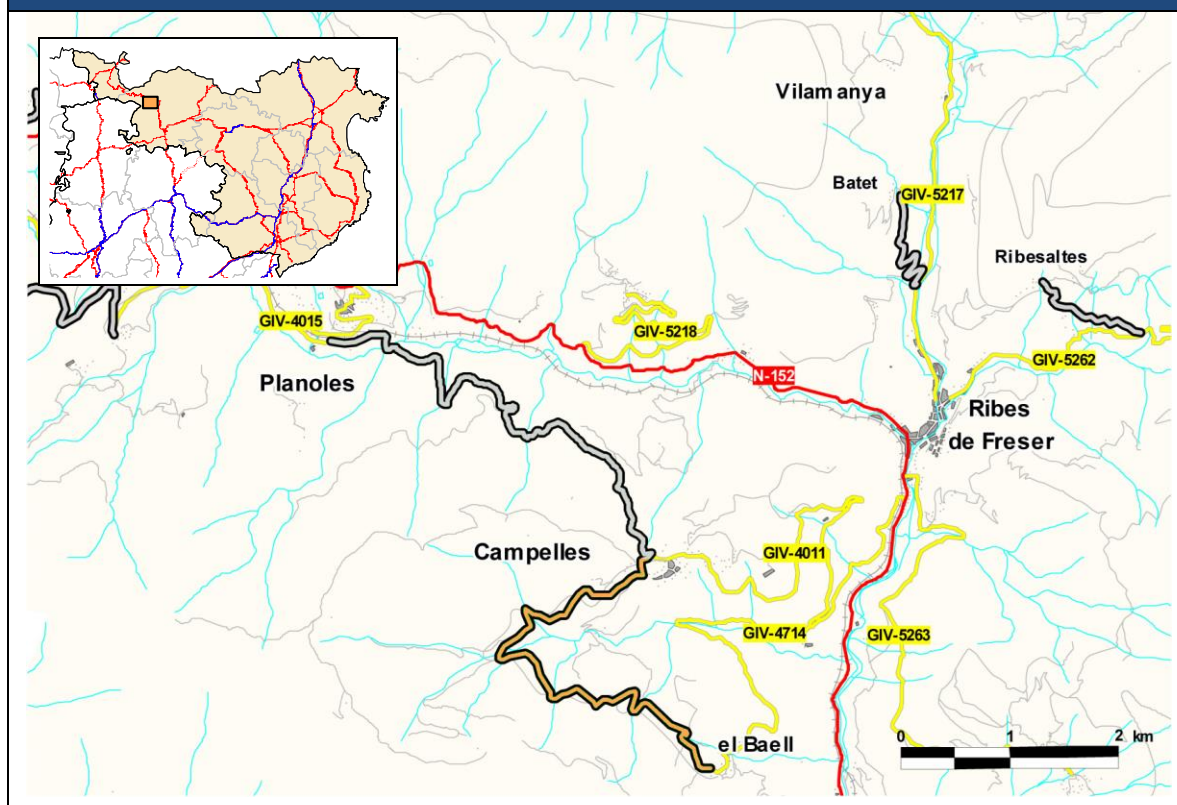 Vilamanya
Batet
GIV-5217
Ribesaltes
GIV-4015
GIV-5218
GIV-5262
Planoles
N-152
Ribes
de Freser
Campelles
GIV-4011
GIV-4714
GIV-5263
el Baell
0 1 2 km